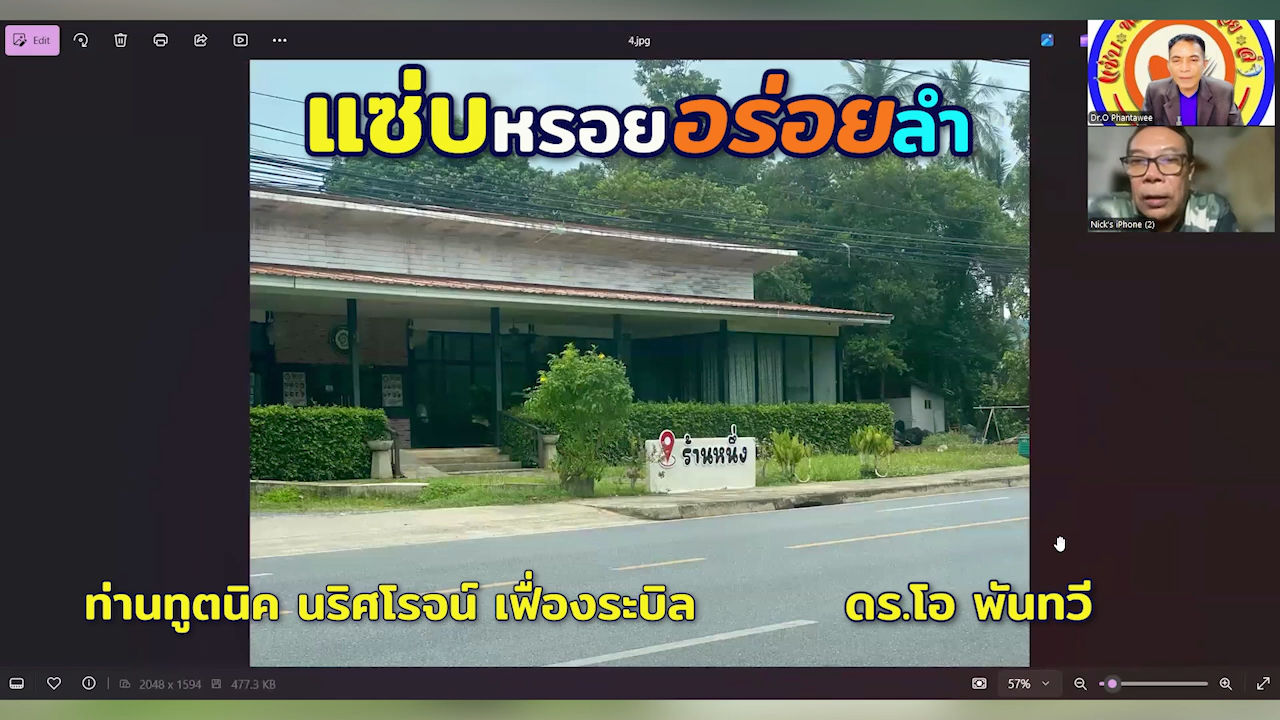 Edit
4.jpg
แซ่บหรอยอร่อยลำ
Dr.O Phantawee
Nick's iPhone (2)
ร้านหนึ่ง
ท่านทูตนิค นริศโรจน์ เฟื่องระบิล
ดร.โอ พันทวี
2048 x 1594
477.3 KB
57%